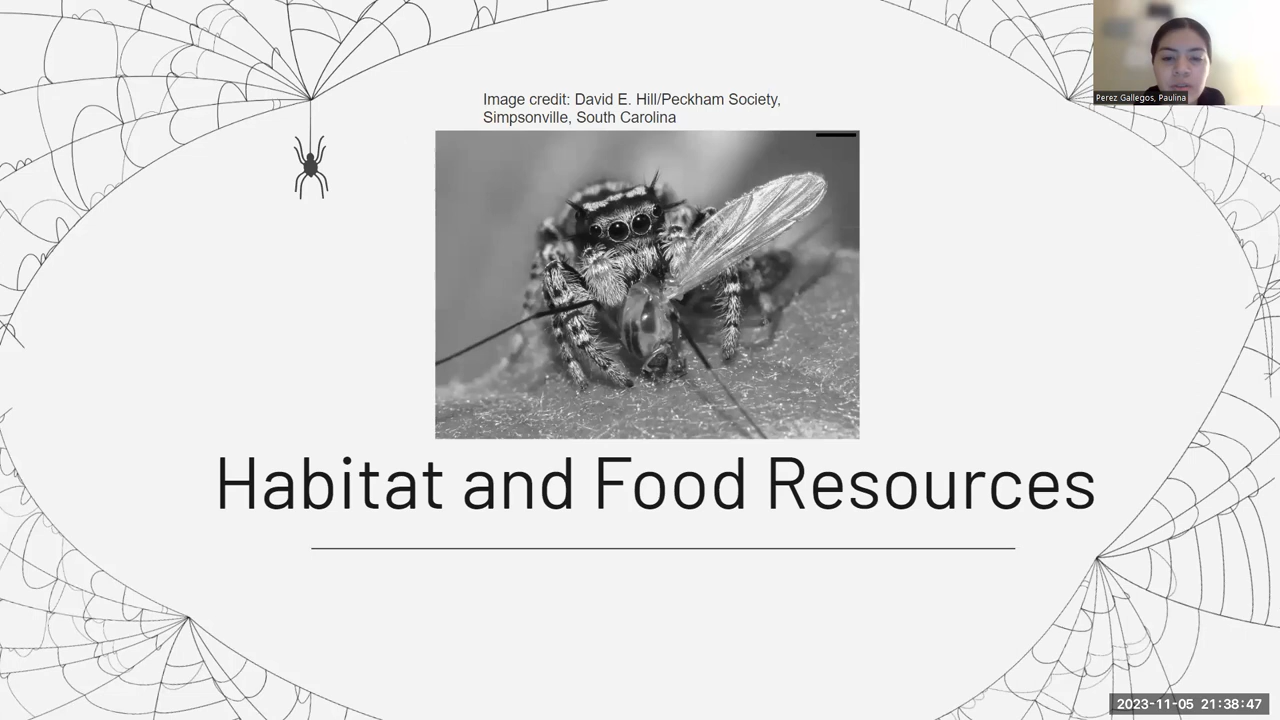 Image credit: David E. Hill/Peckham Society,
Simpsonville, South Carolina
Perez Gallegos, Paulina
Habitat and Food Resources
2023-11-05 21:38:47